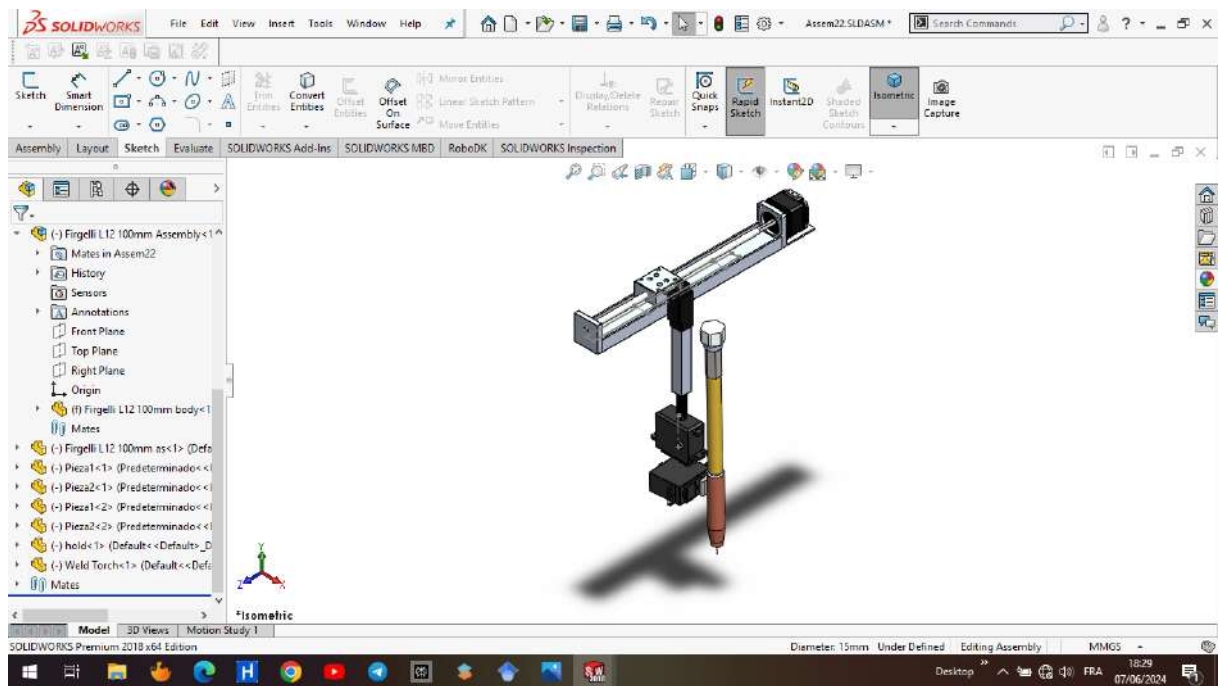 SOLIDWORKS File Edit View Insert Tools Window Help Assem22.SLDASM * Search Commands
Sketch Smart Dimension Trim Entities Convert Entities Offset Entities Offset On Surface Mirror Entities Linear Sketch Pattern Move Entities Display/Delete Relations Repair Sketch Quick Snaps Rapid Sketch Instant2D Shaded Sketch Contours Isometric Image Capture
Assembly Layout Sketch Evaluate SOLIDWORKS Add-Ins SOLIDWORKS MBD RoboDK SOLIDWORKS Inspection
(-) Firgelli L12 100mm Assembly<1
Mates in Assem22
History
Sensors
Annotations
Front Plane
Top Plane
Right Plane
Origin
(f) Firgelli L12 100mm body<1
Mates
(-) Firgelli L12 100mm as<1> (Defa
(-) Pieza1<1> (Predeterminado<<
(-) Pieza2<1> (Predeterminado<<
(-) Pieza1<2> (Predeterminado<<
(-) Pieza2<2> (Predeterminado<<
(-) hold<1> (Default<<Default>_D
(-) Weld Torch<1> (Default<<Defa
Mates
Y
Z X
*Isometric
Model 3D Views Motion Study 1
SOLIDWORKS Premium 2018 x64 Edition Diameter: 15mm Under Defined Editing Assembly MMGS
Desktop FRA 18:29
07/06/2024